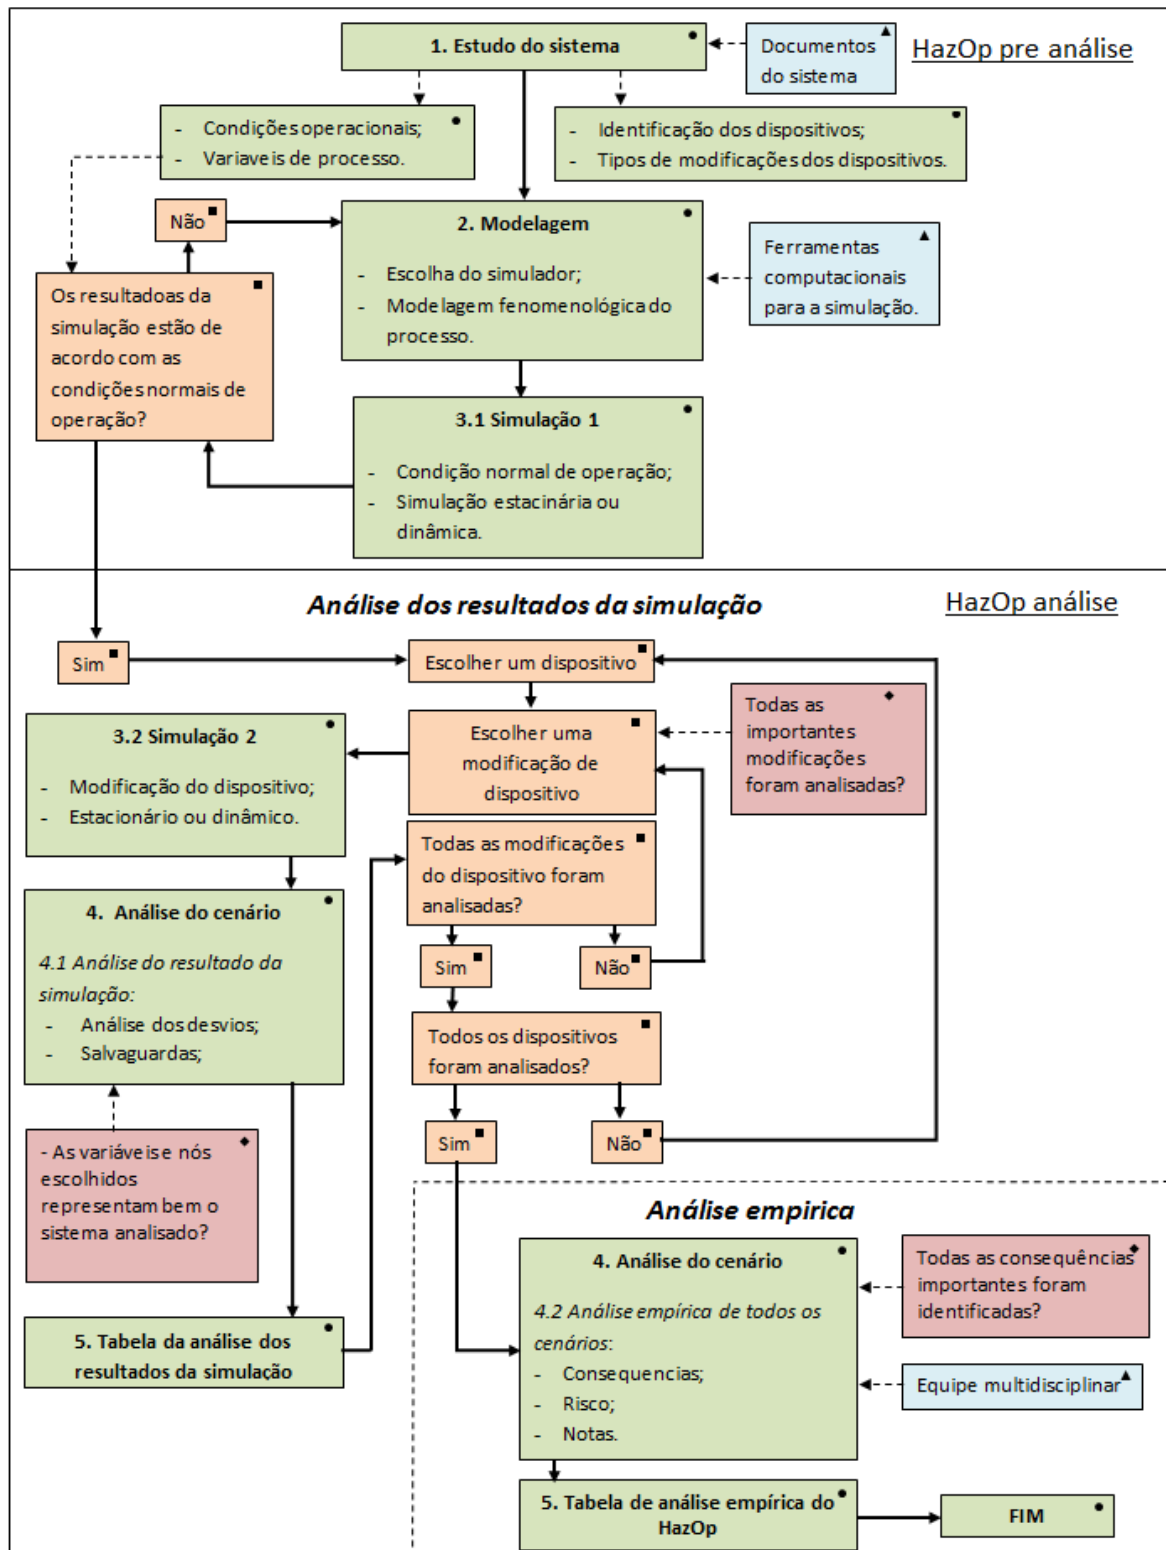 1. Estudo do sistema
Documentos
do sistema
HazOp pre análise
- Condições operacionais;
- Variaveis de processo.
- Identificação dos dispositivos;
- Tipos de modificações dos dispositivos.
Não
2. Modelagem
- Escolha do simulador;
- Modelagem fenomenológica do
processo.
Ferramentas
computacionais
para a simulação.
Os resultadoas da
simulação estão de
acordo com as
condições normais de
operação?
3.1 Simulação 1
- Condição normal de operação;
- Simulação estacinária ou
dinâmica.
Análise dos resultados da simulação
HazOp análise
Sim
Escolher um dispositivo
Escolher uma
modificação de
dispositivo
Todas as
importantes
modificações
foram analisadas?
3.2 Simulação 2
- Modificação do dispositivo;
- Estacionário ou dinâmico.
Todas as modificações
do dispositivo foram
analisadas?
4. Análise do cenário
4.1 Análise do resultado da
simulação:
- Análise dos desvios;
- Salvaguardas;
Sim
Não
Todos os dispositivos
foram analisados?
Sim
Não
- As variáveis e nós
escolhidos
representam bem o
sistema analisado?
Análise empirica
4. Análise do cenário
4.2 Análise empírica de todos os
cenários:
- Consequencias;
- Risco;
- Notas.
Todas as consequências
importantes foram
identificadas?
Equipe multidisciplinar
5. Tabela da análise dos
resultados da simulação
5. Tabela de análise empírica do
HazOp
FIM